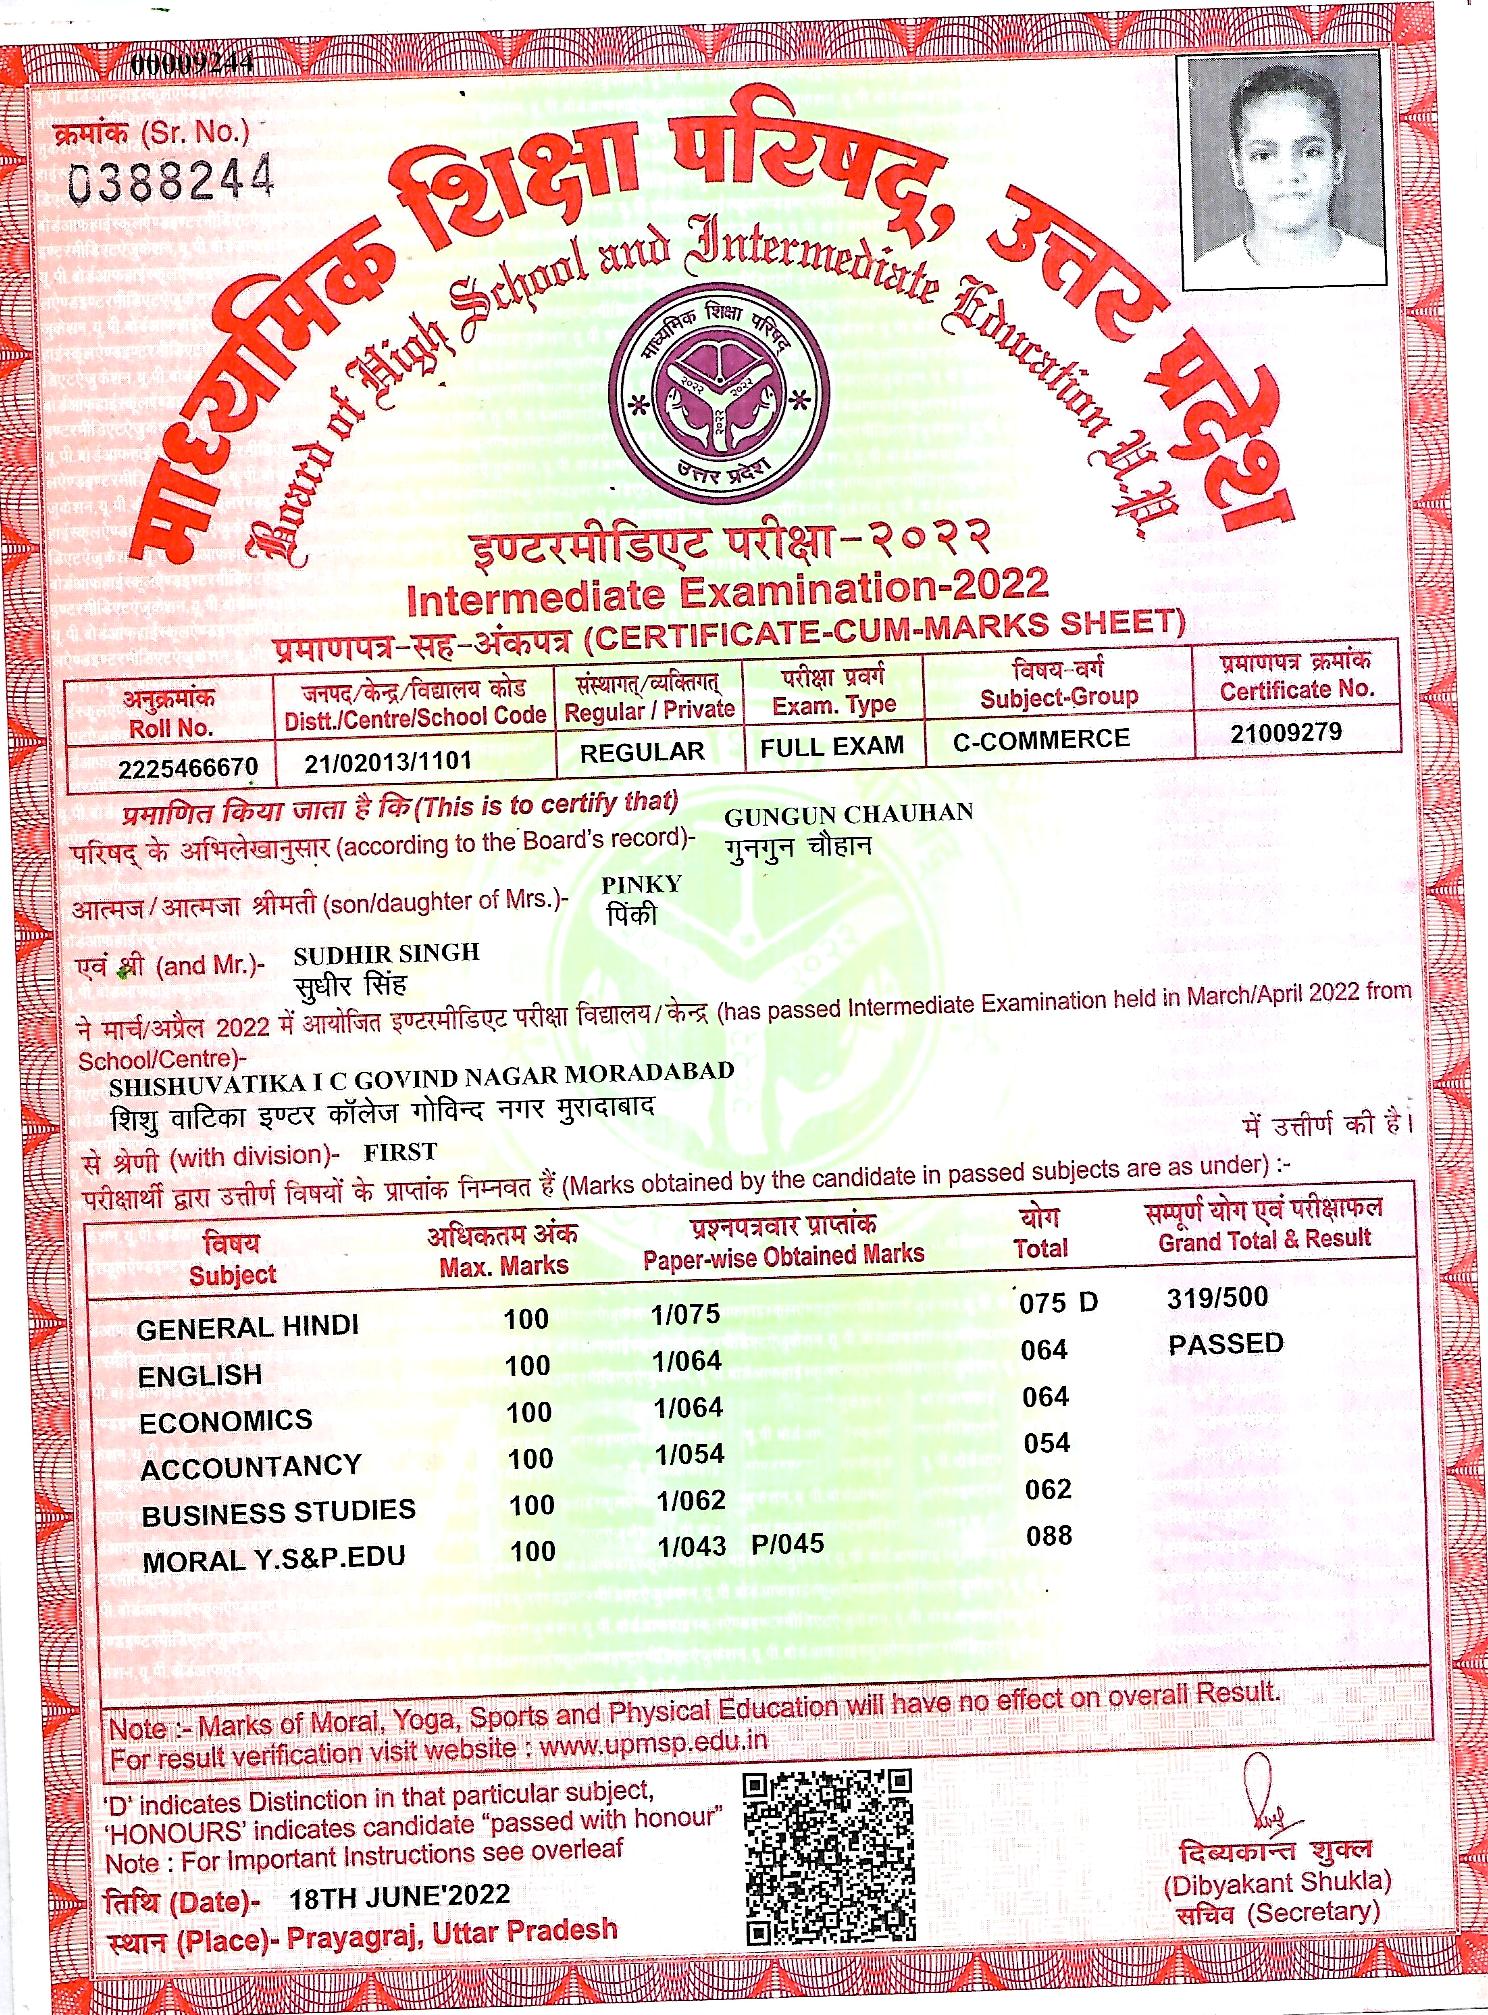 00009244
क्रमांक (Sr. No.)
0388244
माध्यमिक शिक्षा परिषद्, उत्तर प्रदेश
Board of High School and Intermediate Education U.P.
माध्यमिक शिक्षा परिषद्
२०२२ २०२२
२०२२
उत्तर प्रदेश
इण्टरमीडिएट परीक्षा-२०२२
Intermediate Examination-2022
प्रमाणपत्र-सह-अंकपत्र (CERTIFICATE-CUM-MARKS SHEET)
अनुक्रमांक जनपद/केन्द्र/विद्यालय कोड संस्थागत/व्यक्तिगत् परीक्षा प्रवर्ग विषय-वर्ग प्रमाणपत्र क्रमांक
Roll No. Distt./Centre/School Code Regular / Private Exam. Type Subject-Group Certificate No.
2225466670 21/02013/1101 REGULAR FULL EXAM C-COMMERCE 21009279
प्रमाणित किया जाता है कि (This is to certify that) GUNGUN CHAUHAN
परिषद् के अभिलेखानुसार (according to the Board's record)- गुनगुन चौहान
PINKY
आत्मज/आत्मजा श्रीमती (son/daughter of Mrs.)- पिंकी
एवं श्री (and Mr.)- SUDHIR SINGH
सुधीर सिंह
ने मार्च/अप्रैल 2022 में आयोजित इण्टरमीडिएट परीक्षा विद्यालय/केन्द्र (has passed Intermediate Examination held in March/April 2022 from
School/Centre)-
SHISHUVATIKA I C GOVIND NAGAR MORADABAD
शिशु वाटिका इण्टर कॉलेज गोविन्द नगर मुरादाबाद
में उत्तीर्ण की है।
से श्रेणी (with division)- FIRST
परीक्षार्थी द्वारा उत्तीर्ण विषयों के प्राप्तांक निम्नवत हैं (Marks obtained by the candidate in passed subjects are as under) :-
विषय अधिकतम अंक प्रश्नपत्रवार प्राप्तांक योग सम्पूर्ण योग एवं परीक्षाफल
Subject Max. Marks Paper-wise Obtained Marks Total Grand Total & Result
GENERAL HINDI 100 1/075 075 D 319/500
ENGLISH 100 1/064 064 PASSED
ECONOMICS 100 1/064 064
ACCOUNTANCY 100 1/054 054
BUSINESS STUDIES 100 1/062 062
MORAL Y.S&P.EDU 100 1/043 P/045 088
Note :- Marks of Moral, Yoga, Sports and Physical Education will have no effect on overall Result.
For result verification visit website : www.upmsp.edu.in
'D' indicates Distinction in that particular subject,
'HONOURS' indicates candidate "passed with honour"
Note : For Important Instructions see overleaf
तिथि (Date)- 18TH JUNE'2022
स्थान (Place)- Prayagraj, Uttar Pradesh
दिब्यकान्त शुक्ल
(Dibyakant Shukla)
सचिव (Secretary)